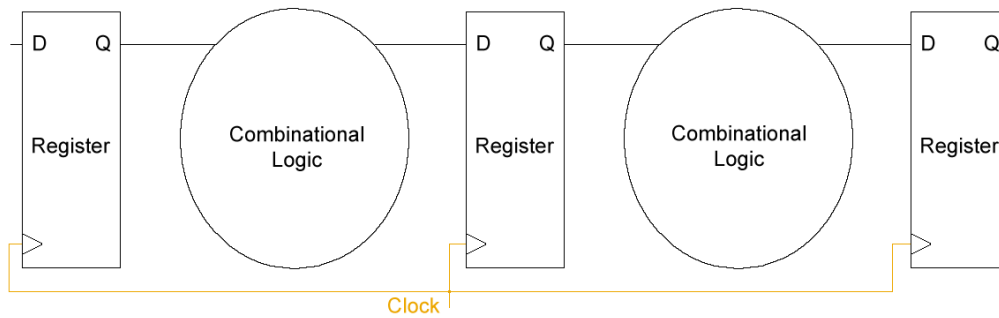 D Q
Register
Combinational
Logic
D Q
Register
Combinational
Logic
D Q
Register
Clock